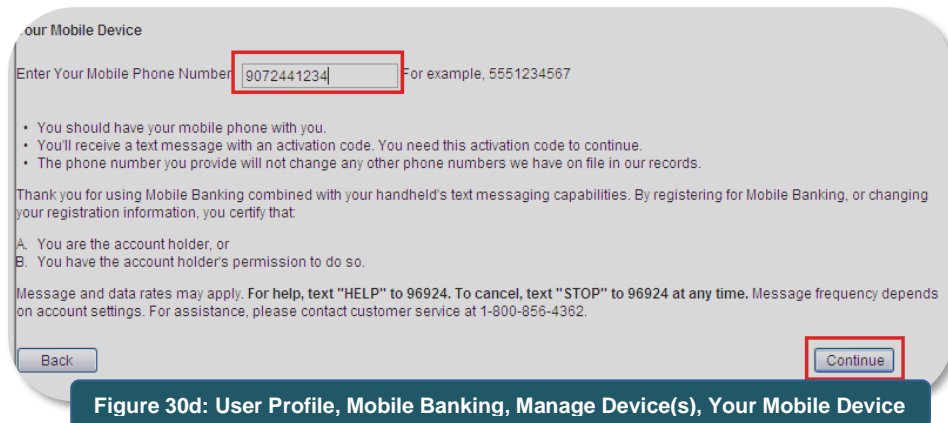 our Mobile Device
Enter Your Mobile Phone Number 9072441234 For example, 5551234567
• You should have your mobile phone with you.
• You'll receive a text message with an activation code. You need this activation code to continue.
• The phone number you provide will not change any other phone numbers we have on file in our records.
Thank you for using Mobile Banking combined with your handheld's text messaging capabilities. By registering for Mobile Banking, or changing
your registration information, you certify that:
A. You are the account holder, or
B. You have the account holder's permission to do so.
Message and data rates may apply. For help, text "HELP" to 96924. To cancel, text "STOP" to 96924 at any time. Message frequency depends
on account settings. For assistance, please contact customer service at 1-800-856-4362.
Back Continue
Figure 30d: User Profile, Mobile Banking, Manage Device(s), Your Mobile Device